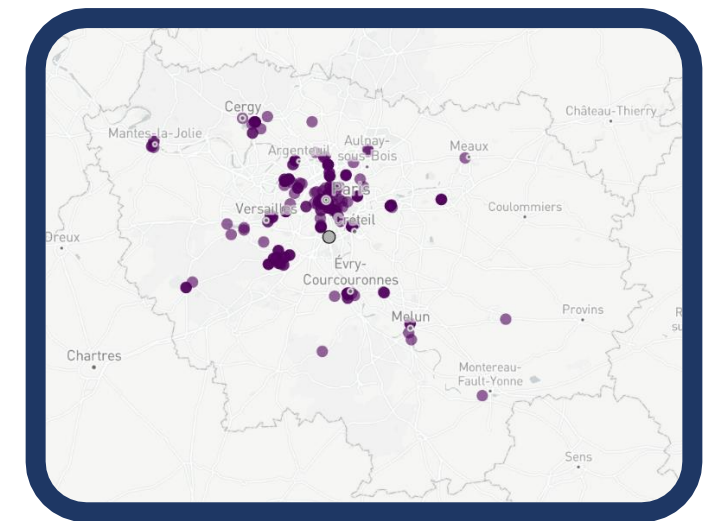 Cergy
Château-Thierry
Mantes-la-Jolie
Argenteuil
Aulnay-
sous-Bois
Meaux
Paris
Versailles
Créteil
Coulommiers
Dreux
Évry-
Courcouronnes
Melun
Provins
Chartres
Montereau-
Fault-Yonne
Sens